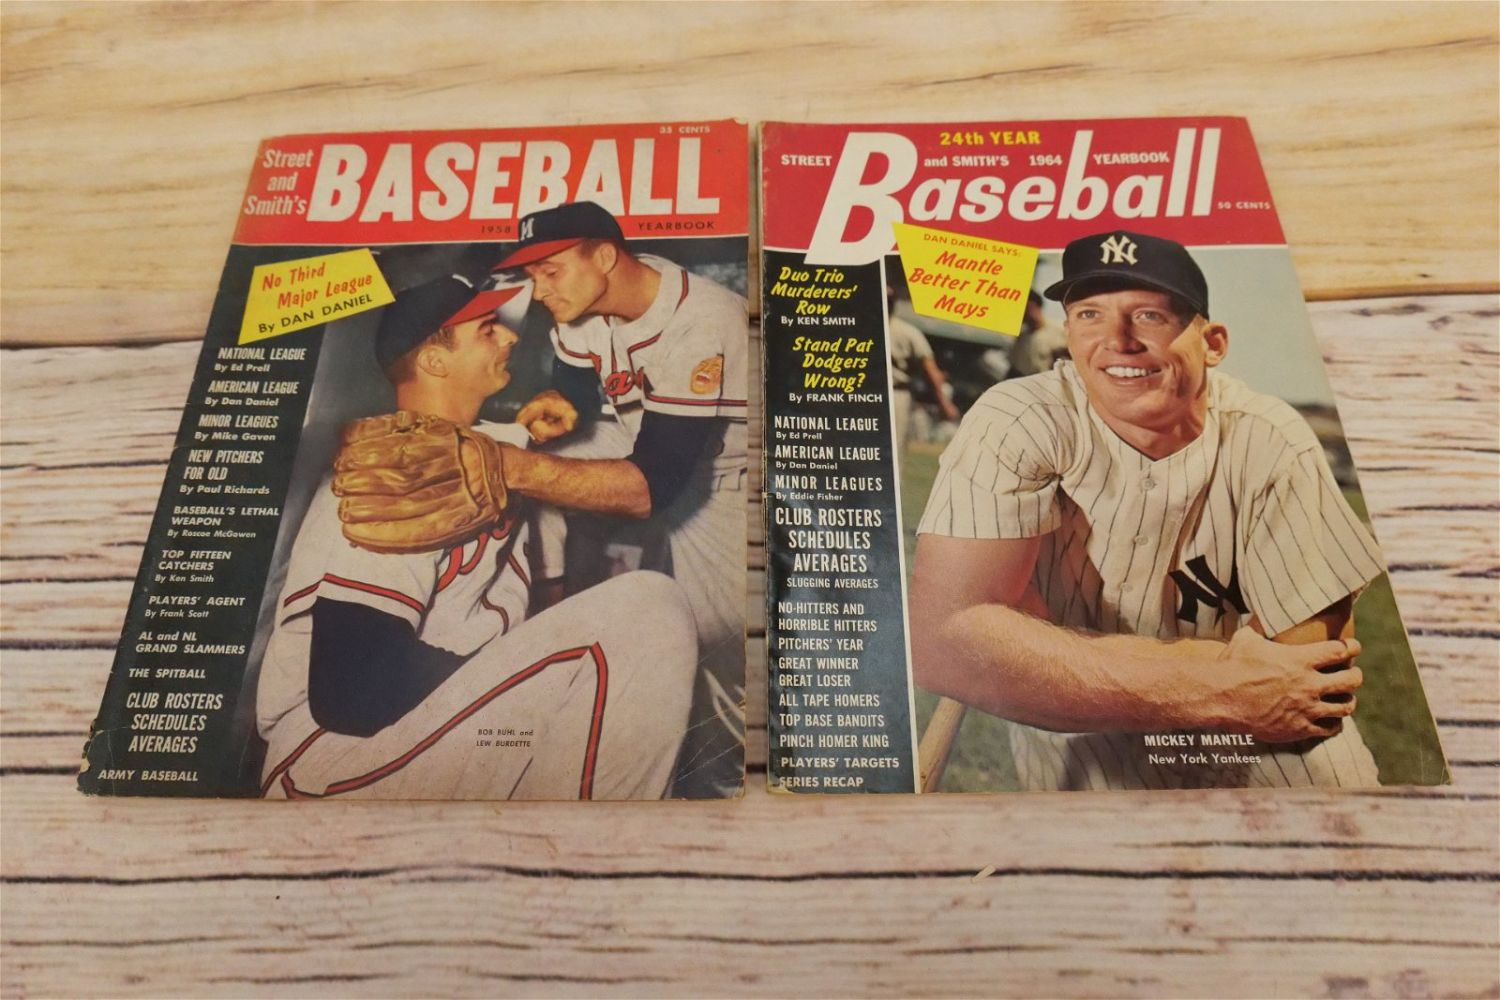 35 CENTS
Street
and
Smith's
BASEBALL
1958 YEARBOOK
M
No Third
Major League
By DAN DANIEL
NATIONAL LEAGUE
By Ed Prell
AMERICAN LEAGUE
By Dan Daniel
MINOR LEAGUES
By Mike Gaven
NEW PITCHERS
FOR OLD
By Paul Richards
BASEBALL'S LETHAL
WEAPON
By Roscoe McGowen
TOP FIFTEEN
CATCHERS
By Ken Smith
PLAYERS' AGENT
By Frank Scott
AL and NL
GRAND SLAMMERS
THE SPITBALL
CLUB ROSTERS
SCHEDULES
AVERAGES
ARMY BASEBALL
BOB BUHL and
LEW BURDETTE
24th YEAR
STREET and SMITH'S 1964 YEARBOOK
Baseball
50 CENTS
DAN DANIEL SAYS:
Mantle
Better Than
Mays
Duo Trio
Murderers'
Row
By KEN SMITH
Stand Pat
Dodgers
Wrong?
By FRANK FINCH
NATIONAL LEAGUE
By Ed Prell
AMERICAN LEAGUE
By Dan Daniel
MINOR LEAGUES
By Eddie Fisher
CLUB ROSTERS
SCHEDULES
AVERAGES
SLUGGING AVERAGES
NO-HITTERS AND
HORRIBLE HITTERS
PITCHERS' YEAR
GREAT WINNER
GREAT LOSER
ALL TAPE HOMERS
TOP BASE BANDITS
PINCH HOMER KING
PLAYERS' TARGETS
SERIES RECAP
NY
NY
MICKEY MANTLE
New York Yankees